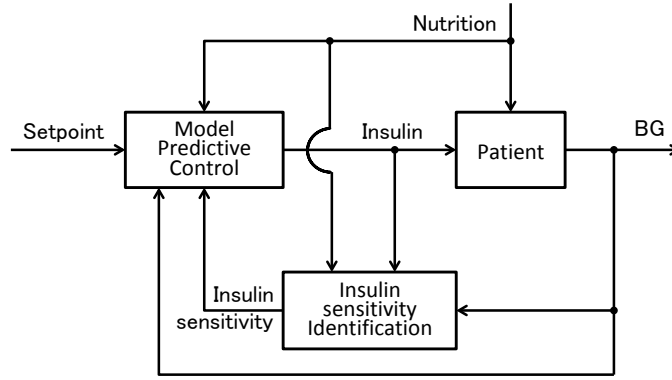 Nutrition
Setpoint
Model
Predictive
Control
Insulin
Patient
BG
Insulin
sensitivity
Insulin
sensitivity
Identification